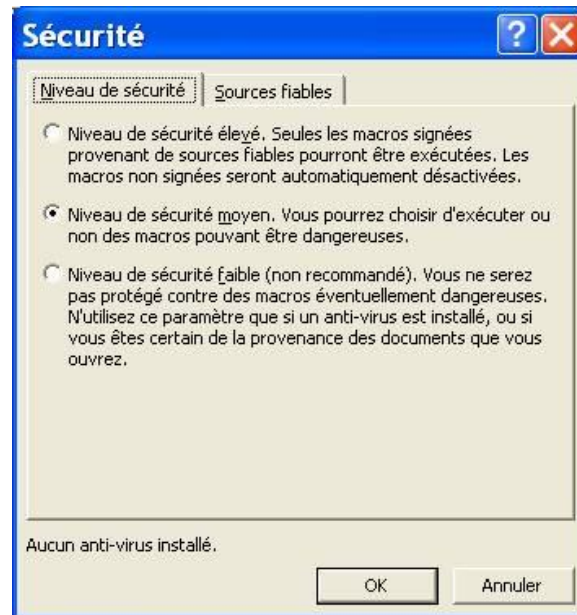 Sécurité
?
Niveau de sécurité
Sources fiables
Niveau de sécurité élevé. Seules les macros signées
provenant de sources fiables pourront être exécutées. Les
macros non signées seront automatiquement désactivées.
Niveau de sécurité moyen. Vous pourrez choisir d'exécuter ou
non des macros pouvant être dangereuses.
Niveau de sécurité faible (non recommandé). Vous ne serez
pas protégé contre des macros éventuellement dangereuses.
N'utilisez ce paramètre que si un anti-virus est installé, ou si
vous êtes certain de la provenance des documents que vous
ouvrez.
Aucun anti-virus installé.
OK
Annuler